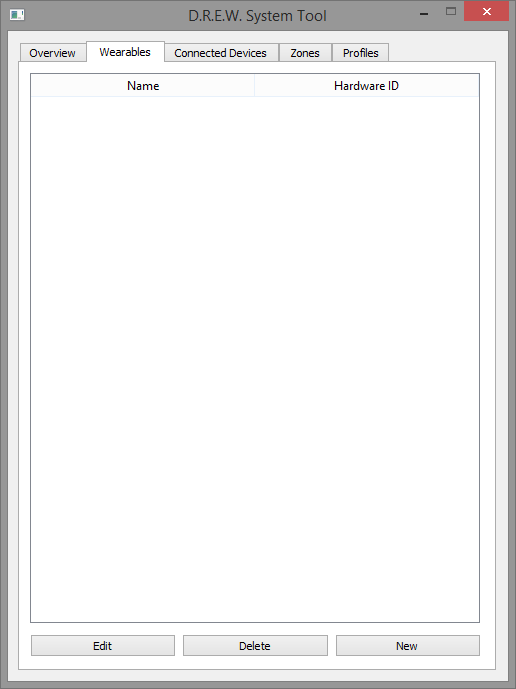 D.R.E.W. System Tool
Overview Wearables Connected Devices Zones Profiles
Name Hardware ID
Edit Delete New